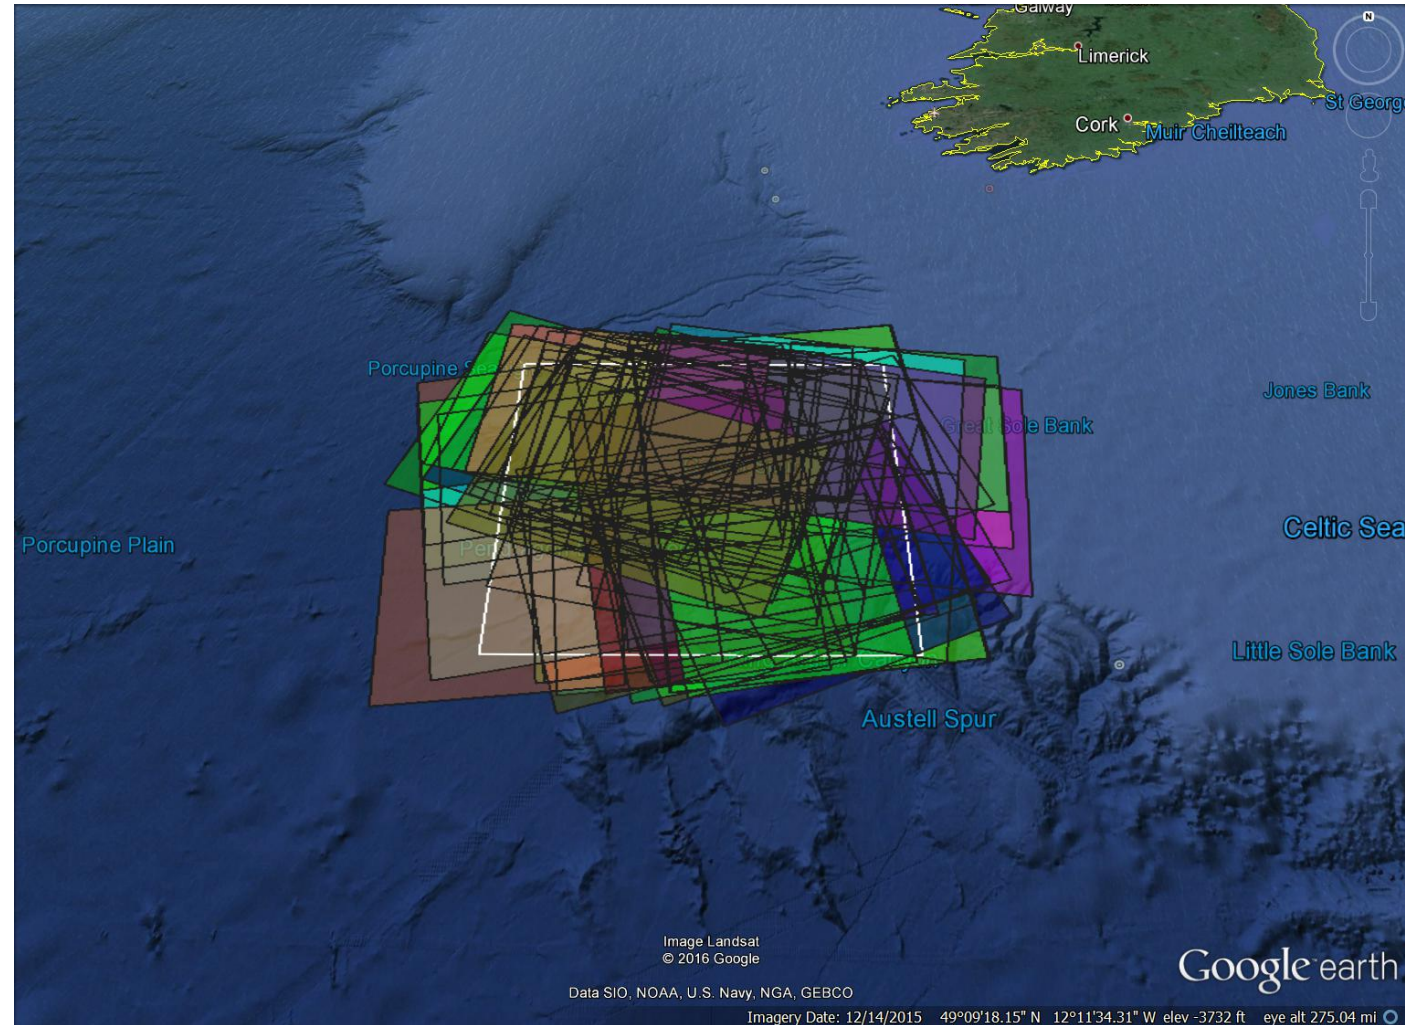 Galway
Limerick
St Georg
Cork
Muir Cheilteach
Porcupine Sea
Jones Bank
Great Sole Bank
Celtic Sea
Porcupine Plain
Little Sole Bank
Austell Spur
Image Landsat
© 2016 Google
Google earth
Data SIO, NOAA, U.S. Navy, NGA, GEBCO
Imagery Date: 12/14/2015 49°09'18.15" N 12°11'34.31" W elev -3732 ft eye alt 275.04 mi
N